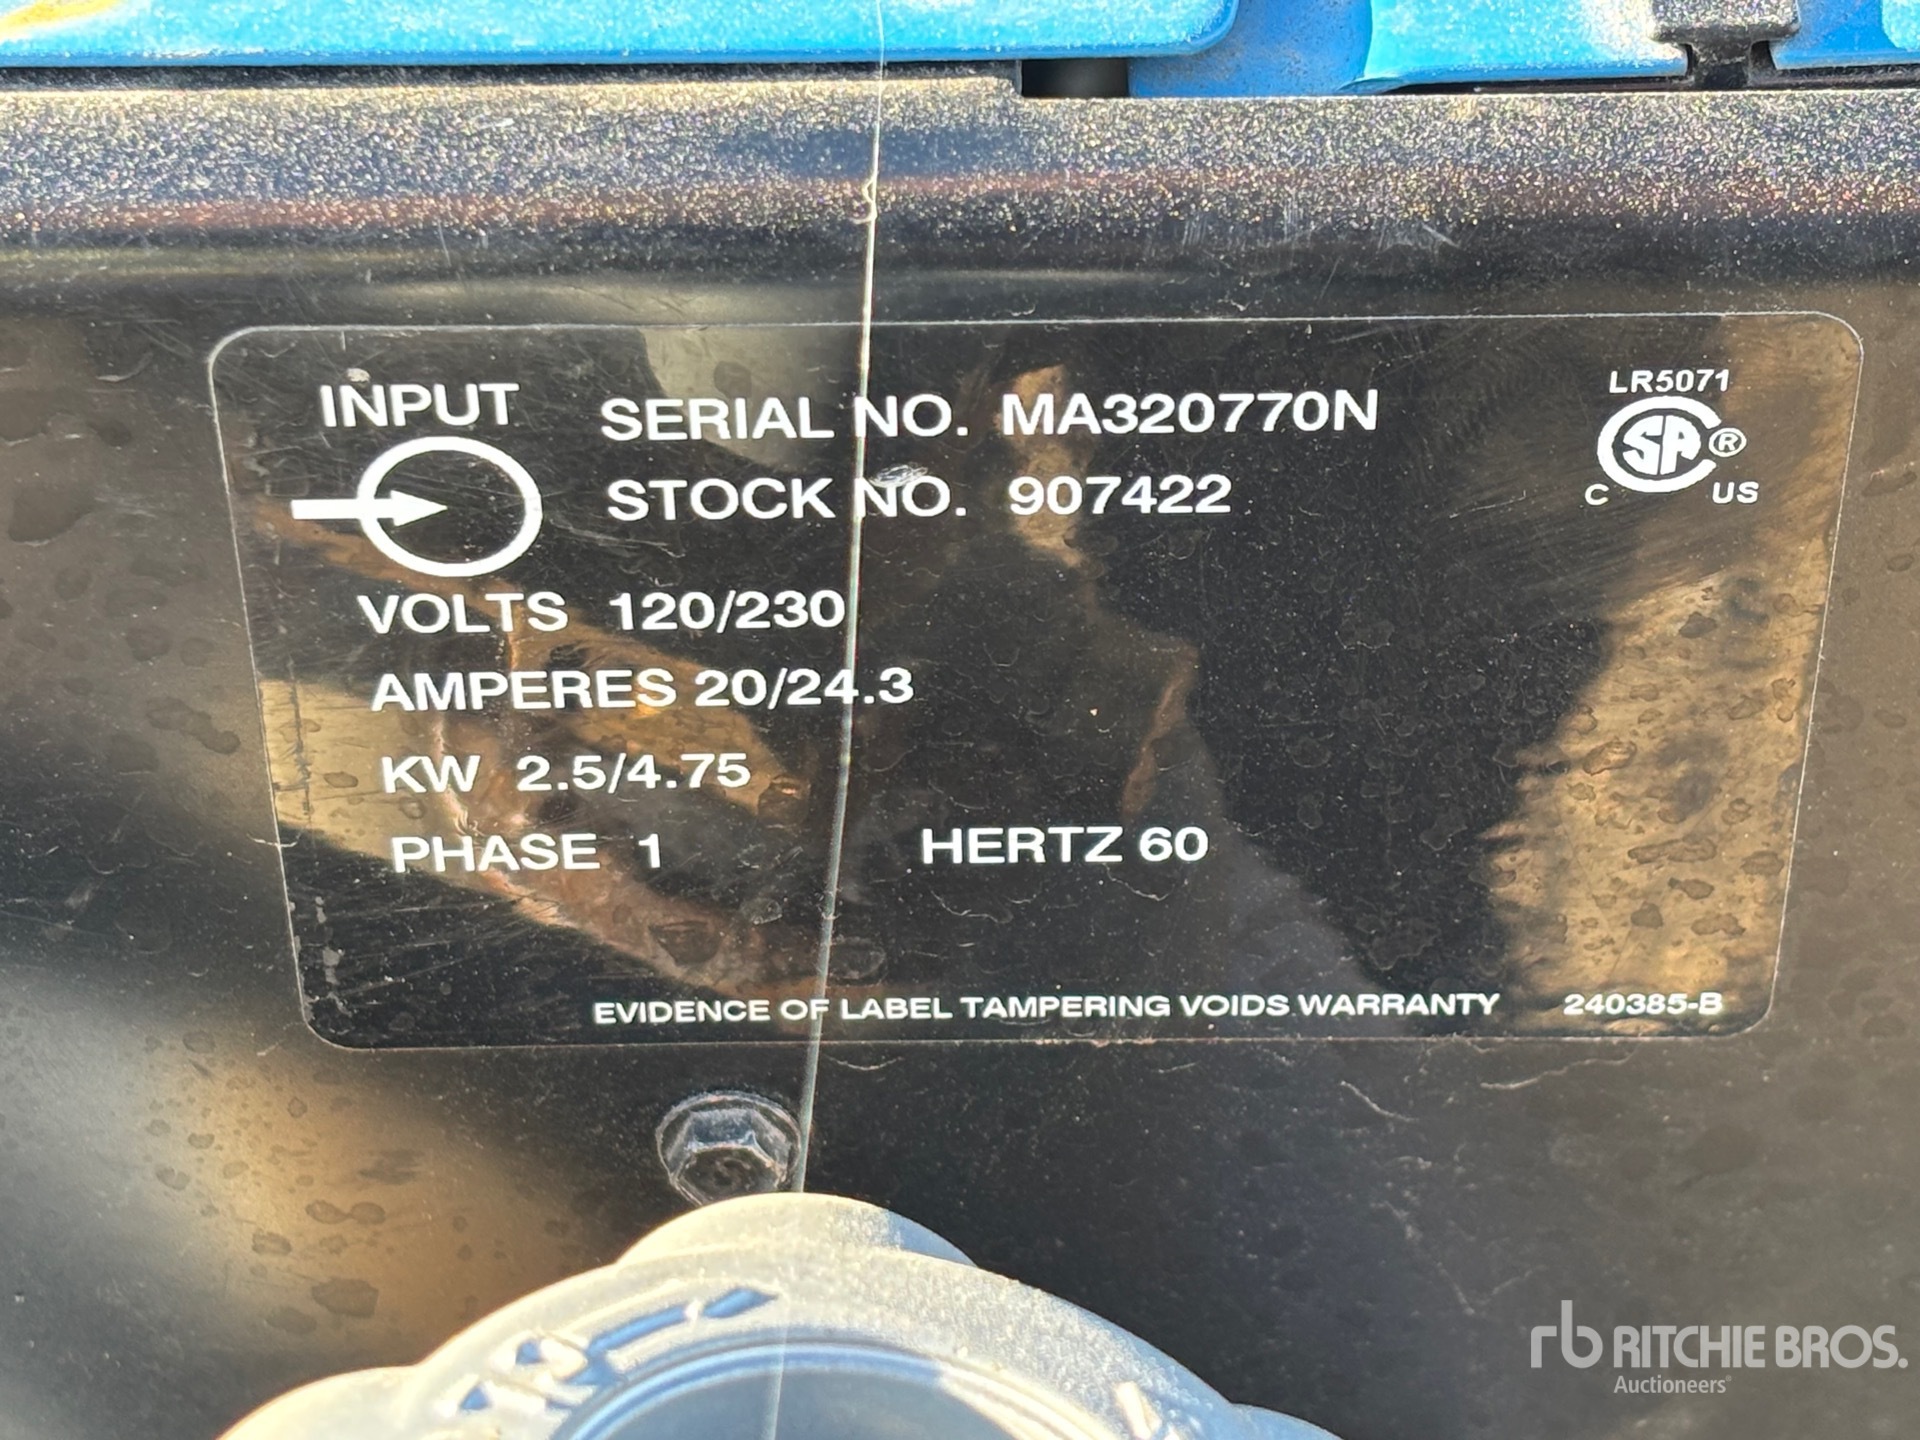 INPUT
SERIAL NO. MA320770N
STOCK NO. 907422
LR5071
SA ®
C US
VOLTS 120/230
AMPERES 20/24.3
KW 2.5/4.75
PHASE 1 HERTZ 60
EVIDENCE OF LABEL TAMPERING VOIDS WARRANTY 240385-B
rb RITCHIE BROS.
Auctioneers